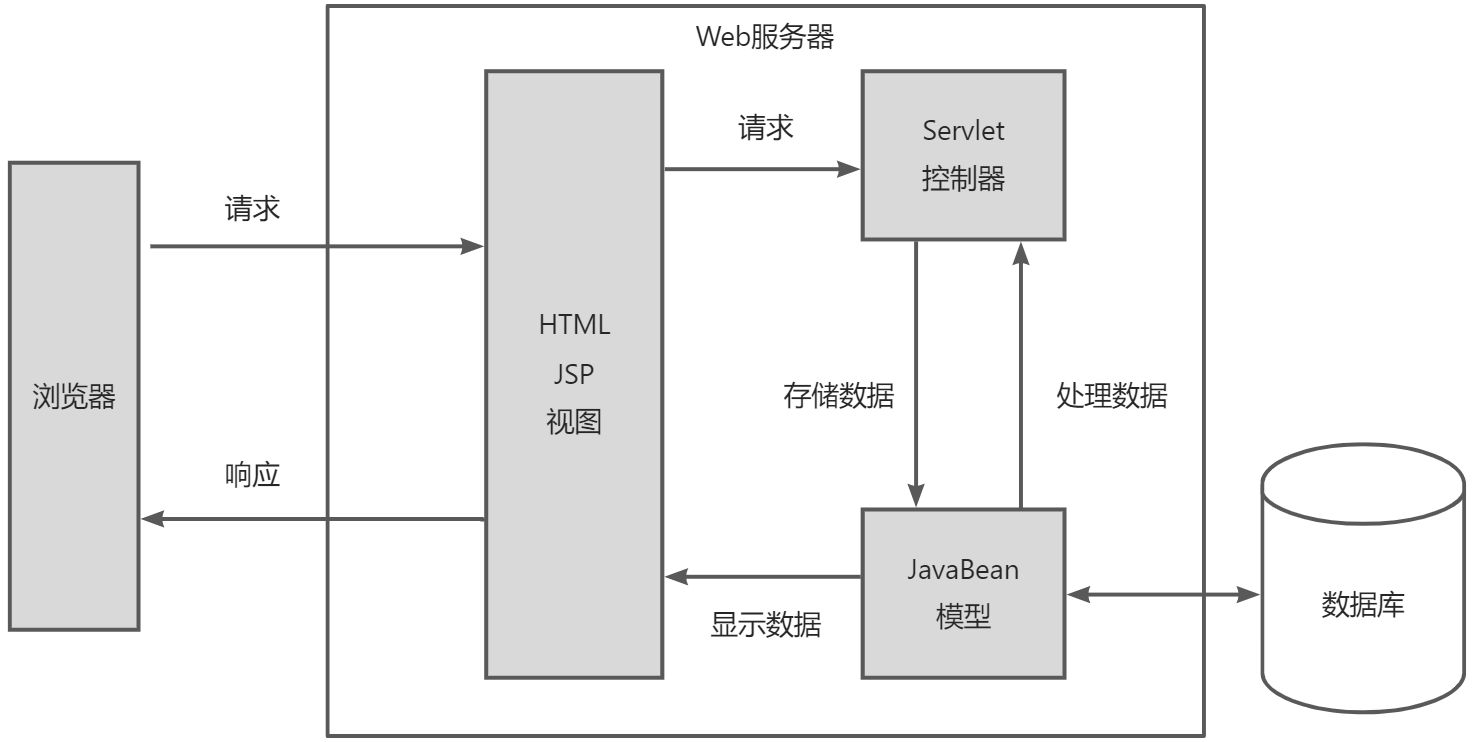 Web服务器
请求
Servlet
控制器
请求
HTML
JSP
视图
浏览器
存储数据
处理数据
响应
JavaBean
模型
显示数据
数据库